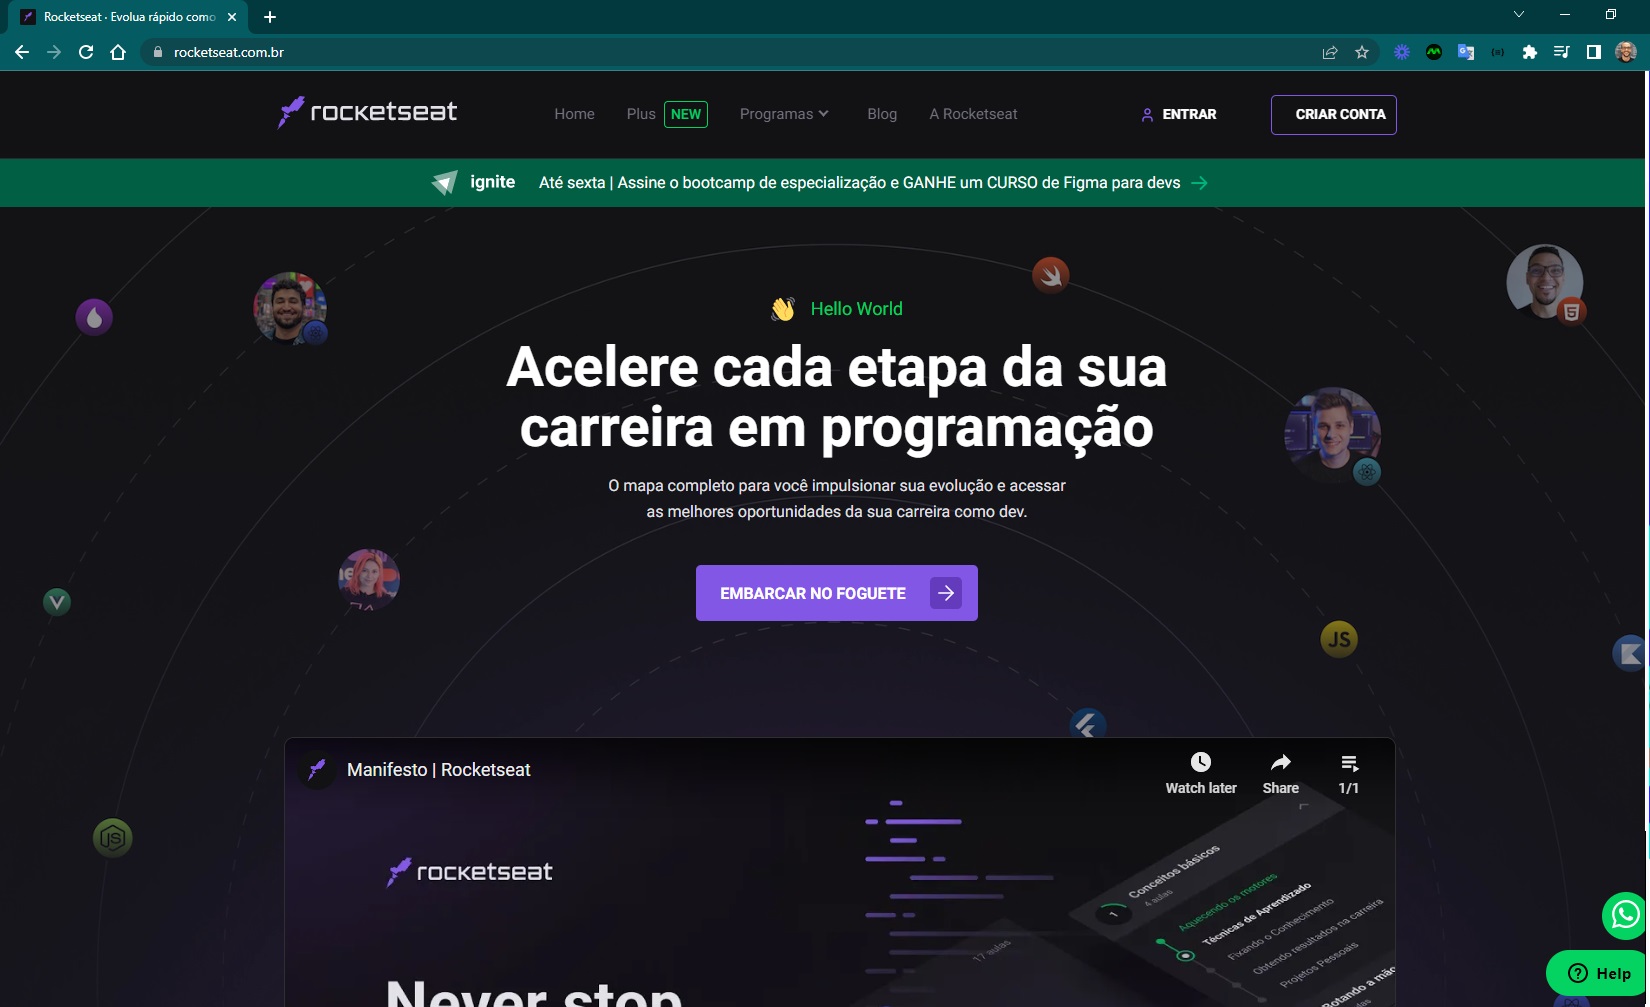 Rocketseat · Evolua rápido como
rocketseat.com.br
rocketseat
Home
Plus
NEW
Programas
Blog
A Rocketseat
ENTRAR
CRIAR CONTA
ignite
Até sexta | Assine o bootcamp de especialização e GANHE um CURSO de Figma para devs
Hello World
Acelere cada etapa da sua
carreira em programação
O mapa completo para você impulsionar sua evolução e acessar
as melhores oportunidades da sua carreira como dev.
EMBARCAR NO FOGUETE
JS
JS
Manifesto | Rocketseat
Watch later
Share
1/1
rocketseat
Conceitos básicos
4 aulas
1
Aquecendo os motores
Técnicas de Aprendizado
Fixando o Conhecimento
Obtendo resultados na carreira
Projetos Pessoais
17 aulas
Botando a mão
Never stop
Help